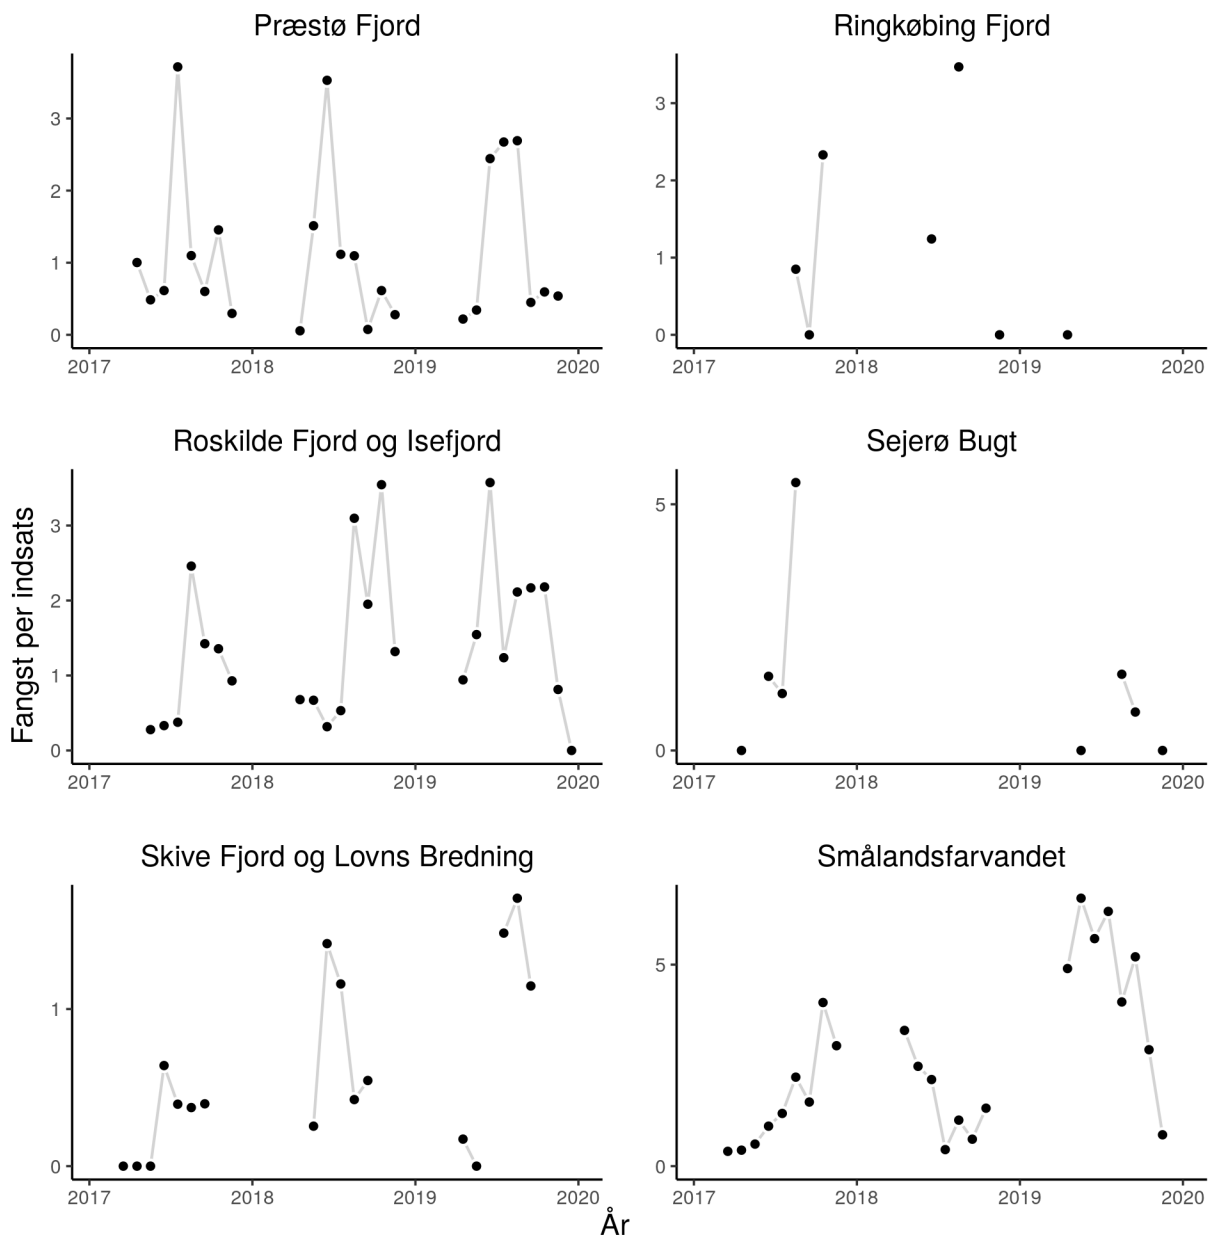 Præstø Fjord
Ringkøbing Fjord
3
2
1
0
2017 2018 2019 2020
3
2
1
0
2017 2018 2019 2020
Roskilde Fjord og Isefjord
Sejerø Bugt
Fangst per indsats
3
2
1
0
2017 2018 2019 2020
5
0
2017 2018 2019 2020
Skive Fjord og Lovns Bredning
Smålandsfarvandet
1
0
2017 2018 2019 2020
5
0
2017 2018 2019 2020
År